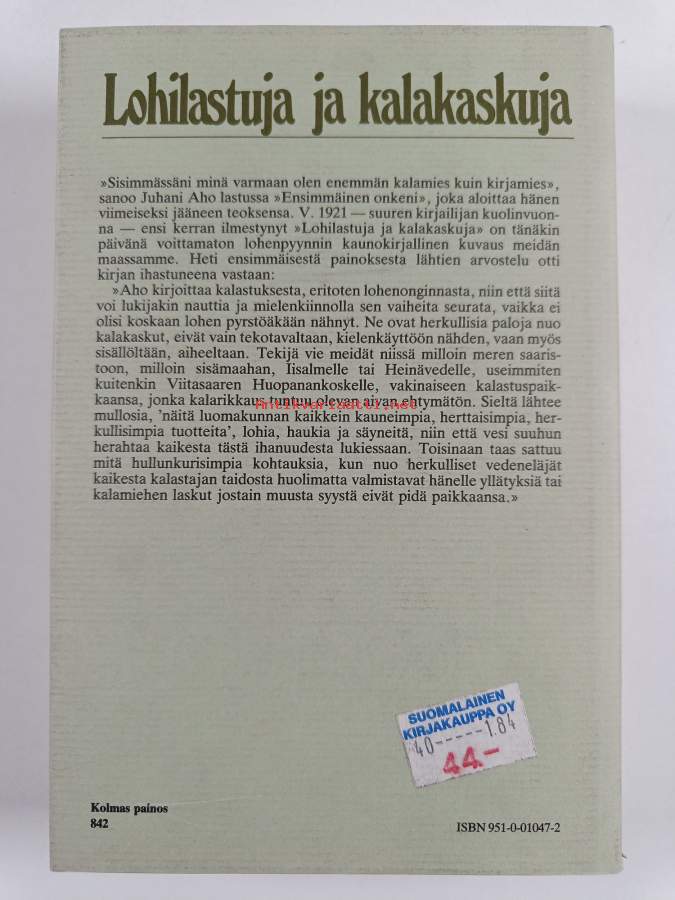 Lohilastuja ja kalakaskuja
»Sisimmässäni minä varmaan olen enemmän kalamies kuin kirjamies»,
sanoo Juhani Aho lastussa »Ensimmäinen onkeni», joka aloittaa hänen
viimeiseksi jääneen teoksensa. V. 1921 — suuren kirjailijan kuolinvuon-
na — ensi kerran ilmestynyt »Lohilastuja ja kalakaskuja» on tänäkin
päivänä voittamaton lohenpyynnin kaunokirjallinen kuvaus meidän
maassamme. Heti ensimmäisestä painoksesta lähtien arvostelu otti
kirjan ihastuneena vastaan:
»Aho kirjoittaa kalastuksesta, eritoten lohenonginnasta, niin että siitä
voi lukijakin nauttia ja mielenkiinnolla sen vaiheita seurata, vaikka ei
olisi koskaan lohen pyrstöäkään nähnyt. Ne ovat herkullisia paloja nuo
kalakaskut, eivät vain tekotavaltaan, kielenkäyttöön nähden, vaan myös
sisällöltään, aiheeltaan. Tekijä vie meidät niissä milloin meren saaris-
toon, milloin sisämaahan, Iisalmelle tai Heinävedelle, useimmiten
kuitenkin Viitasaaren Huopanankoskelle, vakinaiseen kalastuspaik-
kaansa, jonka kalarikkaus tuntuu olevan aivan ehtymätön. Sieltä lähtee
Antikvariaatti.net
mullosia, 'näitä luomakunnan kaikkein kauneimpia, herttaisimpia, her-
kullisimpia tuotteita', lohia, haukia ja säyneitä, niin että vesi suuhun
herahtaa kaikesta tästä ihanuudesta lukiessaan. Toisinaan taas sattuu
mitä hullunkurisimpia kohtauksia, kun nuo herkulliset vedeneläjät
kaikesta kalastajan taidosta huolimatta valmistavat hänelle yllätyksiä tai
kalamiehen laskut jostain muusta syystä eivät pidä paikkaansa.»
SUOMALAINEN
KIRJAKAUPPA OY
40-----1.84
44.-
Kolmas painos
842
ISBN 951-0-01047-2